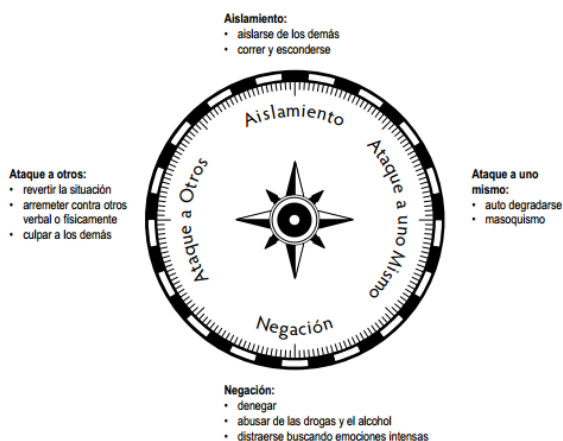 Aislamiento:
• aislarse de los demás
• correr y esconderse
Aislamiento
Ataque a otros:
• revertir la situación
• arremeter contra otros
verbal o físicamente
• culpar a los demás
Ataque a Otros
Ataque a uno Mismo
Ataque a uno
mismo:
• auto degradarse
• masoquismo
Negación
Negación:
• denegar
• abusar de las drogas y el alcohol
• distraerse buscando emociones intensas